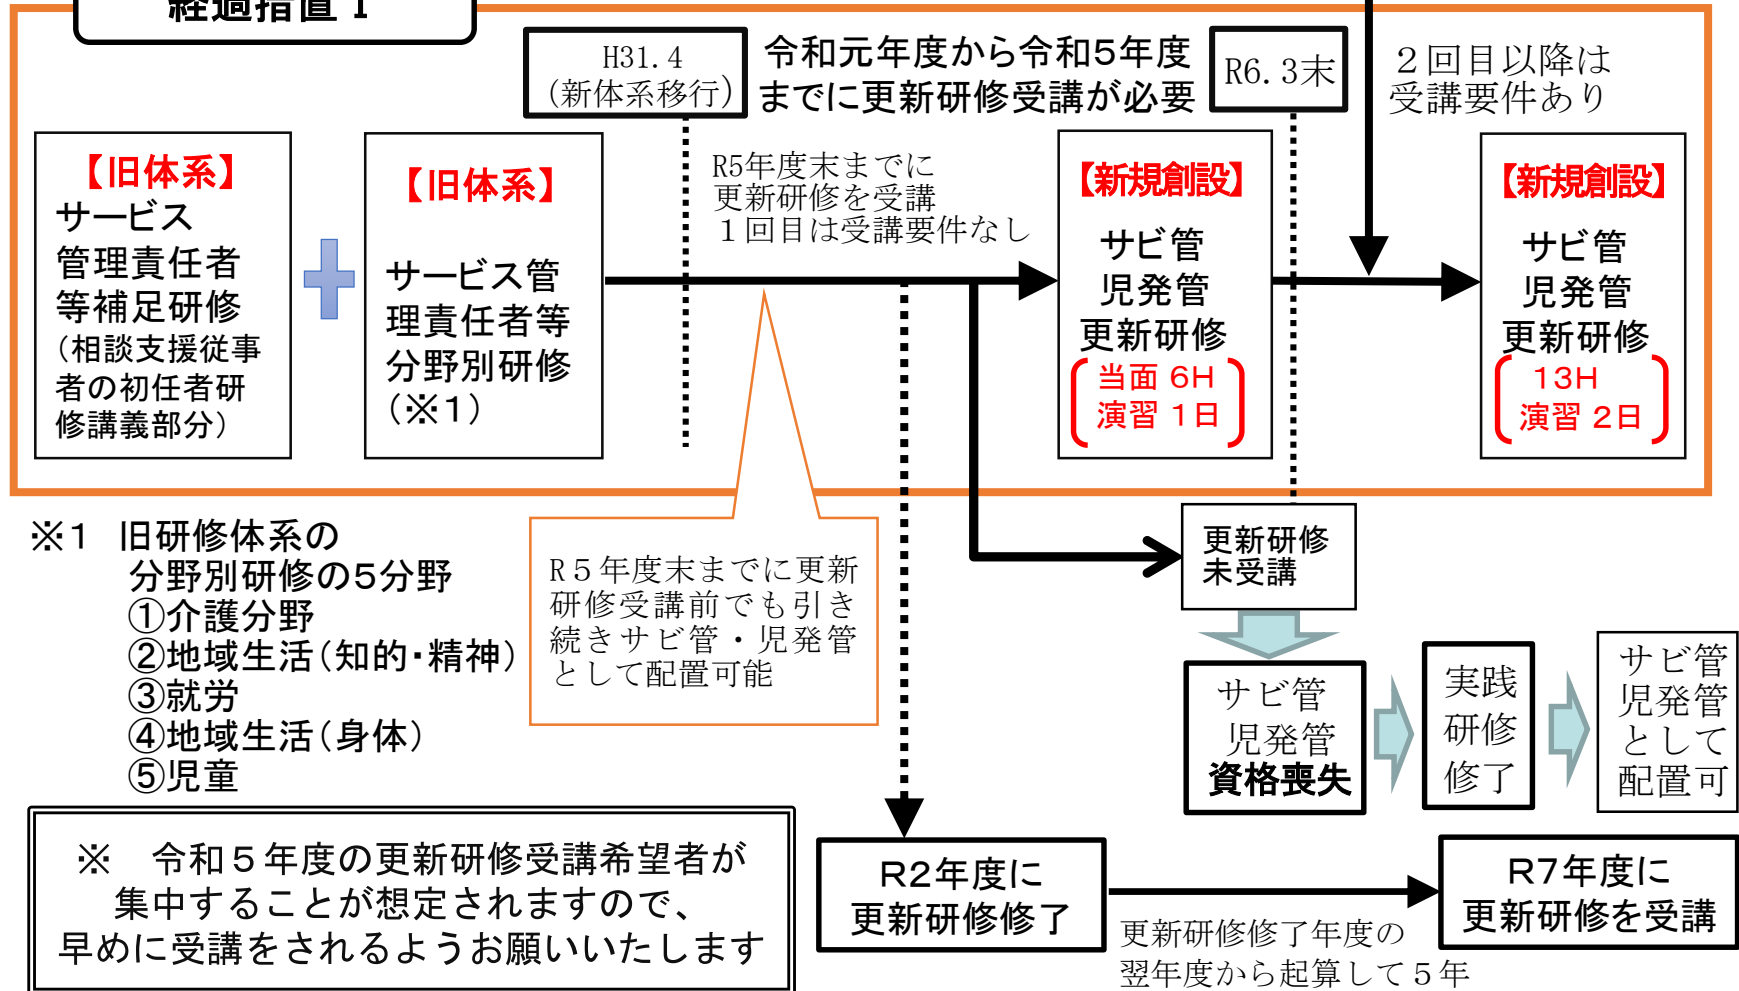 経過措置Ⅰ
H31.4
(新体系移行)
令和元年度から令和5年度
までに更新研修受講が必要
R6.3末
２回目以降は
受講要件あり
【旧体系】
サービス
管理責任者
等補足研修
(相談支援従事
者の初任者研
修講義部分)
【旧体系】
サービス管
理責任者等
分野別研修
(※1)
R5年度末までに
更新研修を受講
１回目は受講要件なし
【新規創設】
サビ管
児発管
更新研修
当面 6H
演習 1日
【新規創設】
サビ管
児発管
更新研修
13H
演習 2日
※1　旧研修体系の
分野別研修の5分野
①介護分野
②地域生活(知的・精神)
③就労
④地域生活(身体)
⑤児童
R５年度末までに更新
研修受講前でも引き
続きサビ管・児発管
として配置可能
更新研修
未受講
サビ管
児発管
資格喪失
実践
研修
修了
サビ管
児発管
として
配置可
※　令和５年度の更新研修受講希望者が
集中することが想定されますので、
早めに受講をされるようお願いいたします
R2年度に
更新研修修了
更新研修修了年度の
翌年度から起算して５年
R7年度に
更新研修を受講